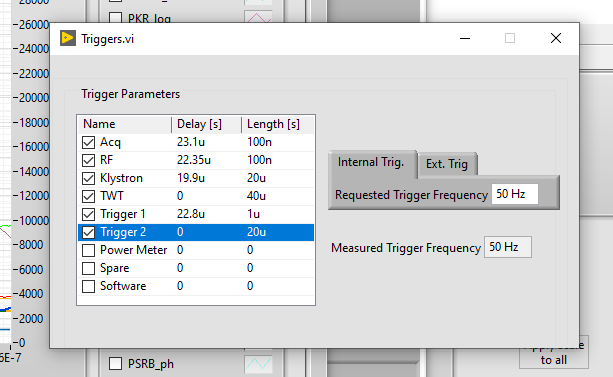 28000
PKR_log
26000
Triggers.vi
24000
22000
Trigger Parameters
20000
Name Delay [s] Length [s]
Acq 23.1u 100n
18000
RF 22.35u 100n
Internal Trig. Ext. Trig
16000
Klystron 19.9u 20u
14000
TWT 0 40u
Requested Trigger Frequency 50 Hz
12000
Trigger 1 22.8u 1u
10000
Trigger 2 0 20u
Measured Trigger Frequency 50 Hz
8000
Power Meter 0 0
6000
Spare 0 0
4000
Software 0 0
2000
0
6E-7
to all
PSRB_ph